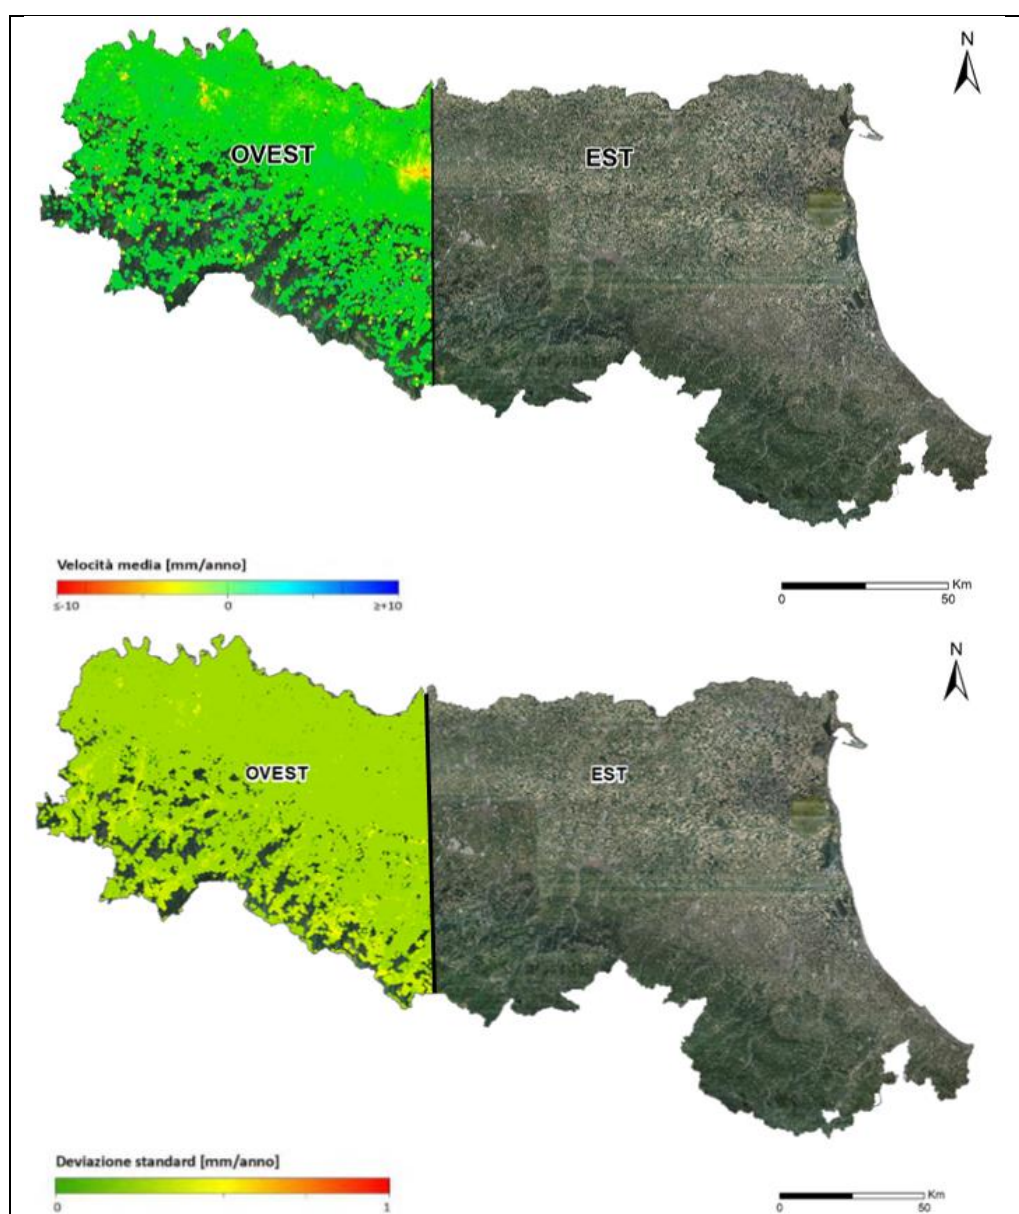 N
OVEST EST
Velocità media [mm/anno]
≤-10 0 ≥+10
Km
0 50
N
OVEST EST
Deviazione standard [mm/anno]
0 1
Km
0 50